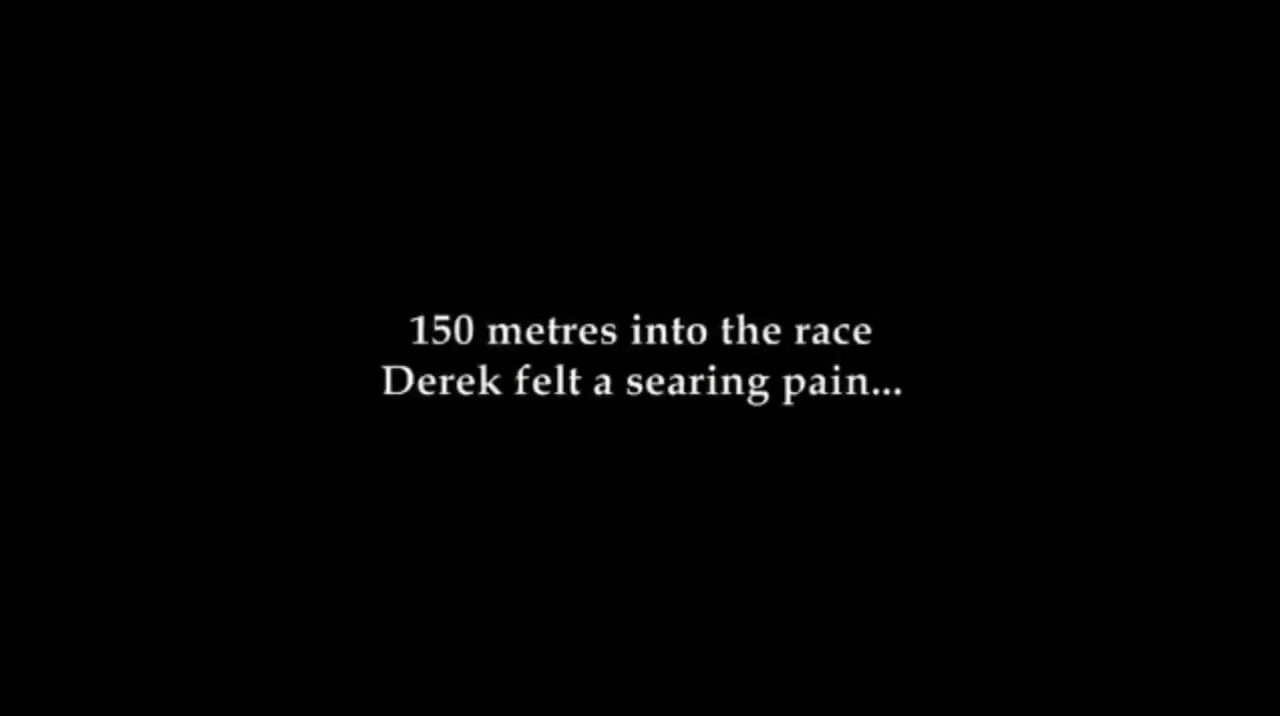 150 metres into the race
Derek felt a searing pain...